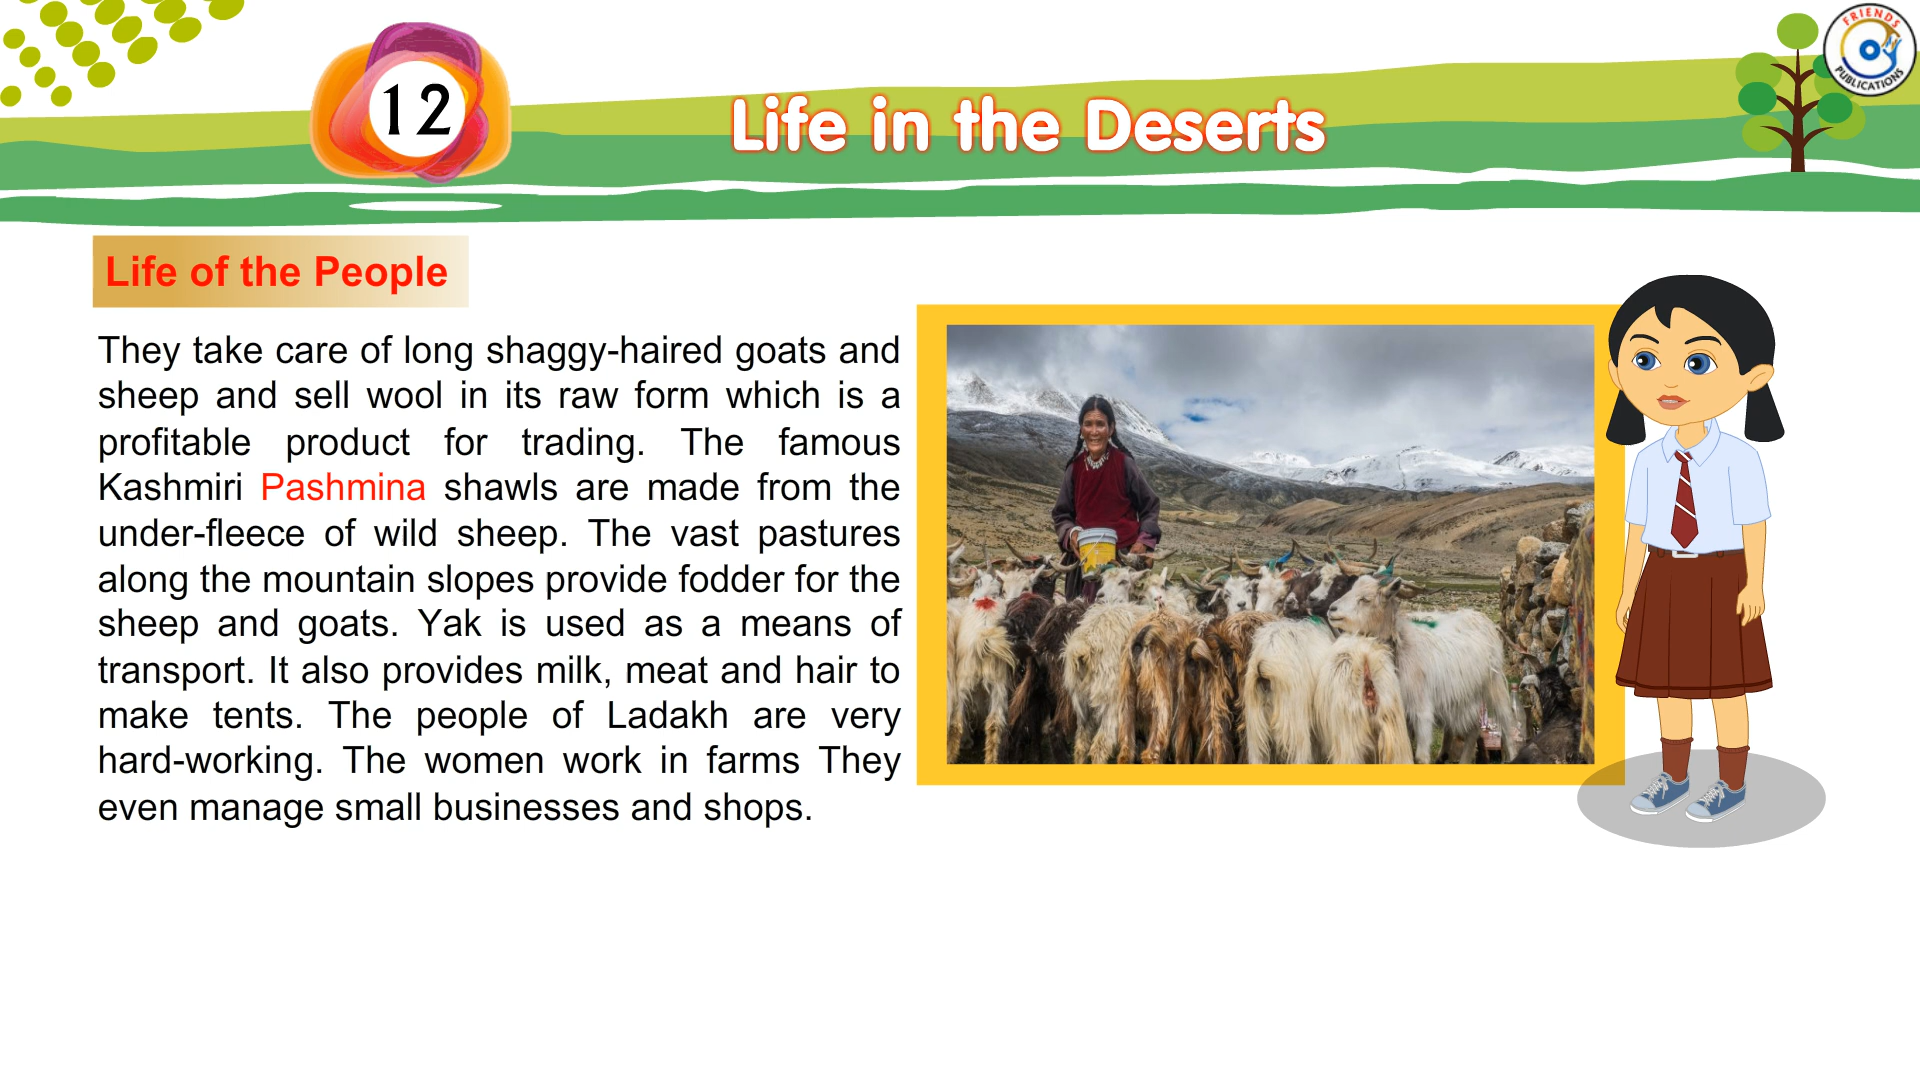 FRIENDS
PUBLICATIONS
12
Life in the Deserts
Life of the People
They take care of long shaggy-haired goats and
sheep and sell wool in its raw form which is a
profitable product for trading. The famous
Kashmiri Pashmina shawls are made from the
under-fleece of wild sheep. The vast pastures
along the mountain slopes provide fodder for the
sheep and goats. Yak is used as a means of
transport. It also provides milk, meat and hair to
make tents. The people of Ladakh are very
hard-working. The women work in farms They
even manage small businesses and shops.